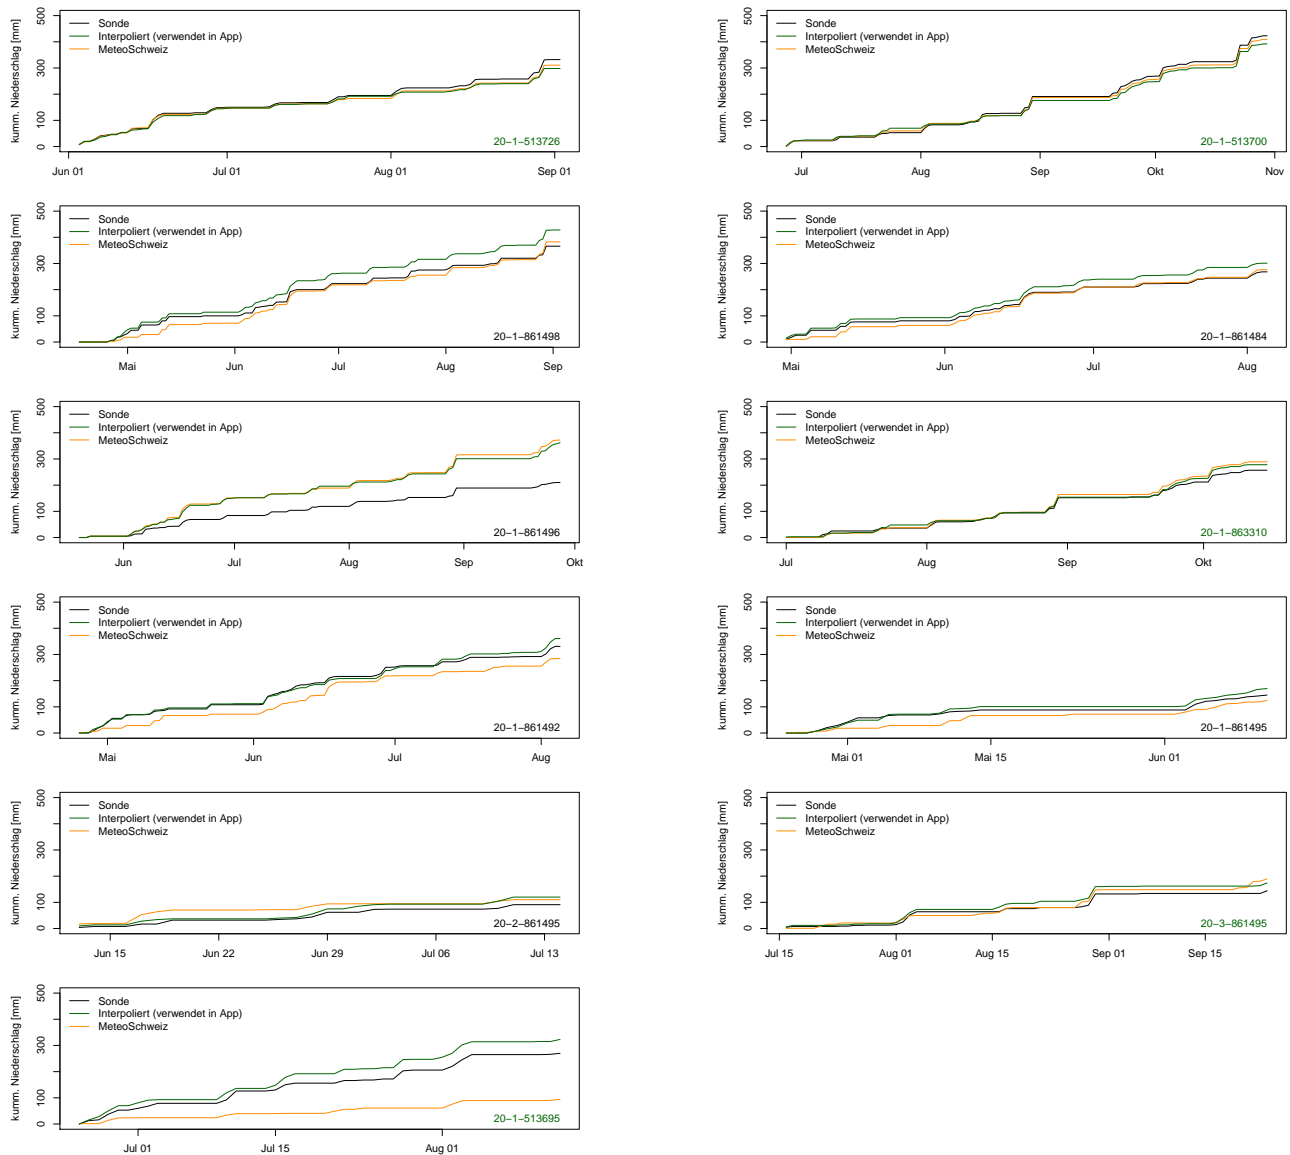 kumm. Niederschlag [mm]
500
300
100
0
Sonde
Interpoliert (verwendet in App)
MeteoSchweiz
20-1-513726
Jun 01 Jul 01 Aug 01 Sep 01
kumm. Niederschlag [mm]
500
300
100
0
Sonde
Interpoliert (verwendet in App)
MeteoSchweiz
20-1-513700
Jul Aug Sep Okt Nov
kumm. Niederschlag [mm]
500
300
100
0
Sonde
Interpoliert (verwendet in App)
MeteoSchweiz
20-1-861498
Mai Jun Jul Aug Sep
kumm. Niederschlag [mm]
500
300
100
0
Sonde
Interpoliert (verwendet in App)
MeteoSchweiz
20-1-861484
Mai Jun Jul Aug
kumm. Niederschlag [mm]
500
300
100
0
Sonde
Interpoliert (verwendet in App)
MeteoSchweiz
20-1-861496
Jun Jul Aug Sep Okt
kumm. Niederschlag [mm]
500
300
100
0
Sonde
Interpoliert (verwendet in App)
MeteoSchweiz
20-1-863310
Jul Aug Sep Okt
kumm. Niederschlag [mm]
500
300
100
0
Sonde
Interpoliert (verwendet in App)
MeteoSchweiz
20-1-861492
Mai Jun Jul Aug
kumm. Niederschlag [mm]
500
300
100
0
Sonde
Interpoliert (verwendet in App)
MeteoSchweiz
20-1-861495
Mai 01 Mai 15 Jun 01
kumm. Niederschlag [mm]
500
300
100
0
Sonde
Interpoliert (verwendet in App)
MeteoSchweiz
20-2-861495
Jun 15 Jun 22 Jun 29 Jul 06 Jul 13
kumm. Niederschlag [mm]
500
300
100
0
Sonde
Interpoliert (verwendet in App)
MeteoSchweiz
20-3-861495
Jul 15 Aug 01 Aug 15 Sep 01 Sep 15
kumm. Niederschlag [mm]
500
300
100
0
Sonde
Interpoliert (verwendet in App)
MeteoSchweiz
20-1-513695
Jul 01 Jul 15 Aug 01